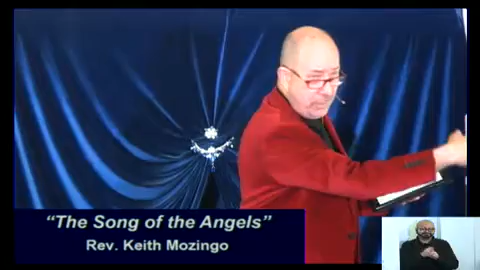 “The Song of the Angels”
Rev. Keith Mozingo